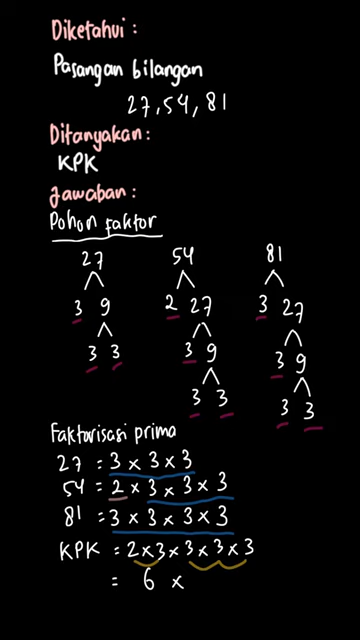 Diketahui :
Pasangan bilangan
27, 54, 81
Ditanyakan :
KPK
Jawaban :
Pohon faktor
27 54 81
3 9 2 27 3 27
3 3 3 9 3 9
3 3 3 3
Faktorisasi prima
27 = 3 × 3 × 3
54 = 2 × 3 × 3 × 3
81 = 3 × 3 × 3 × 3
KPK = 2 × 3 × 3 × 3 × 3
= 6 ×